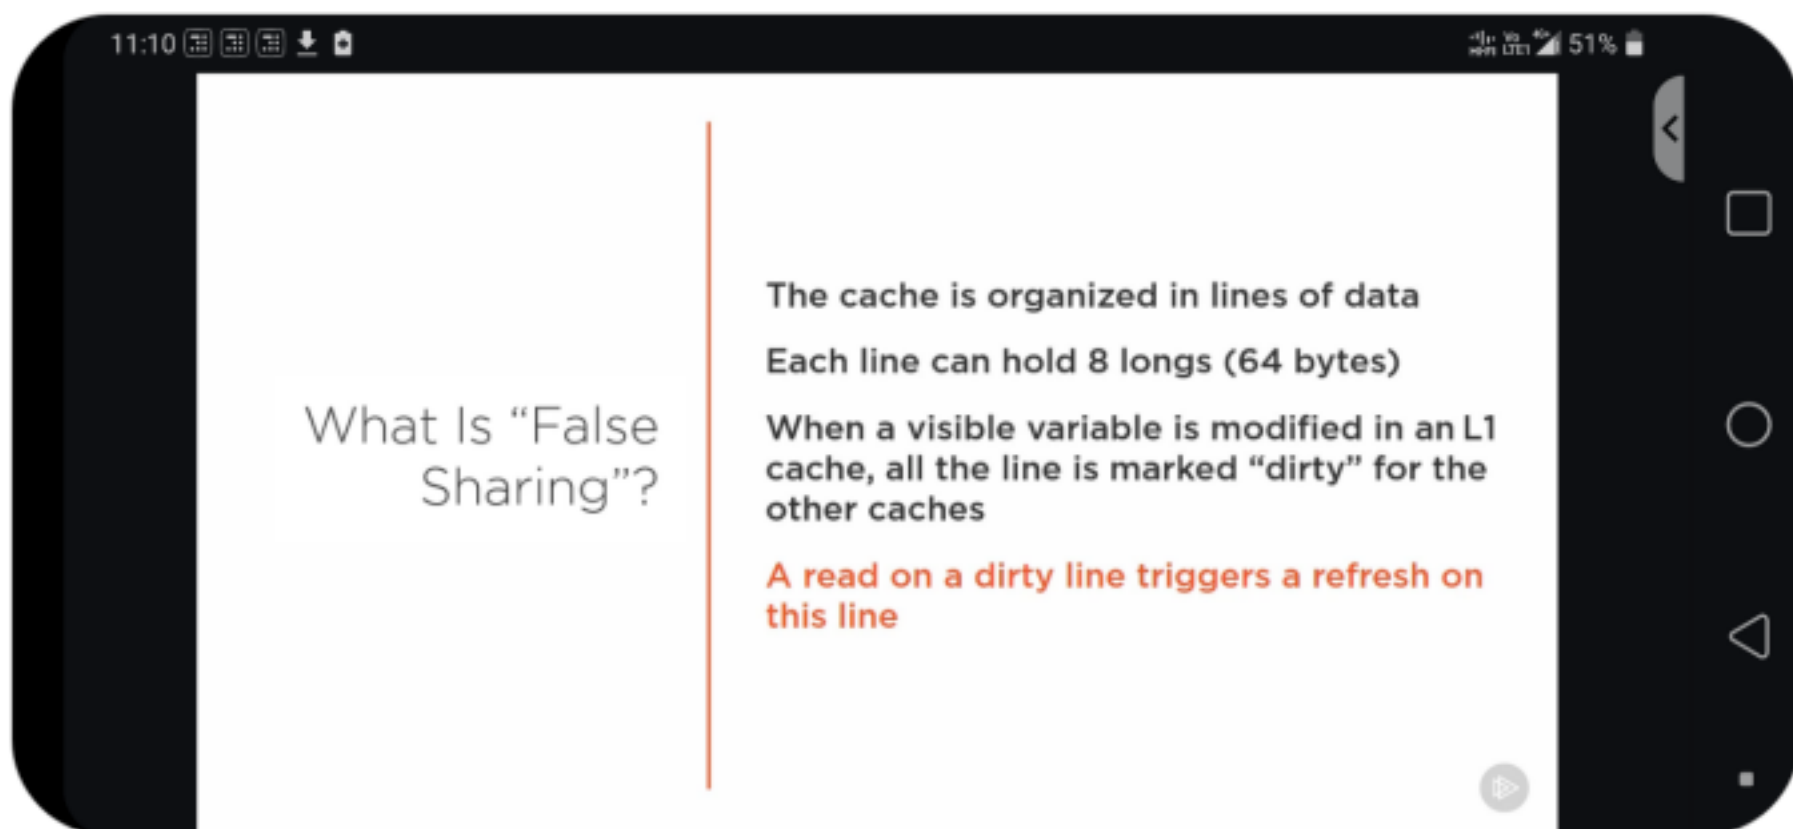 11:10
51%
What Is “False
Sharing”?
The cache is organized in lines of data
Each line can hold 8 longs (64 bytes)
When a visible variable is modified in an L1
cache, all the line is marked “dirty” for the
other caches
A read on a dirty line triggers a refresh on
this line